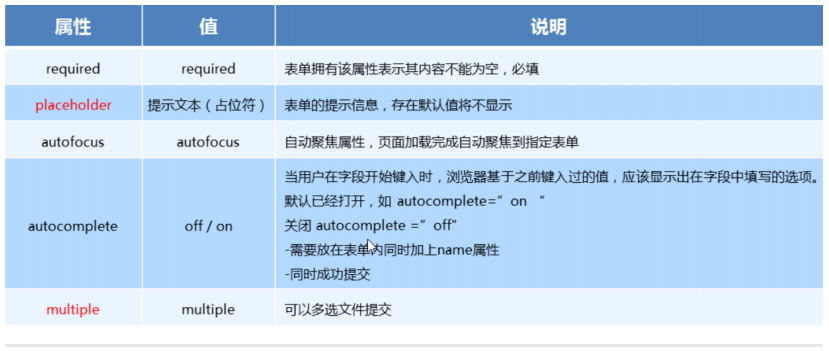 属性 值 说明
required required 表单拥有该属性表示其内容不能为空，必填
placeholder 提示文本（占位符） 表单的提示信息，存在默认值将不显示
autofocus autofocus 自动聚焦属性，页面加载完成自动聚焦到指定表单
当用户在字段开始键入时，浏览器基于之前键入过的值，应该显示出在字段中填写的选项。
默认已经打开，如 autocomplete=”on “
autocomplete off / on 关闭 autocomplete =”off”
-需要放在表单内同时加上name属性
-同时成功提交
multiple multiple 可以多选文件提交